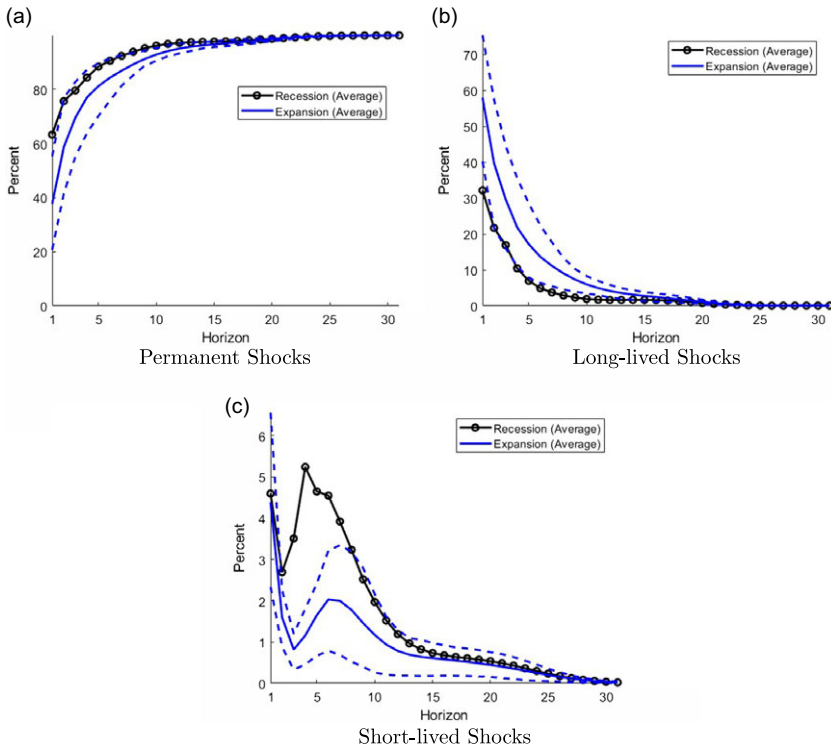 (a)
80
60
40
20
0
Percent
Recession (Average)
Expansion (Average)
1 5 10 15 20 25 30
Horizon
Permanent Shocks
(b)
70
60
50
40
30
20
10
0
Percent
Recession (Average)
Expansion (Average)
1 5 10 15 20 25 30
Horizon
Long-lived Shocks
(c)
6
5
4
3
2
1
0
Percent
Recession (Average)
Expansion (Average)
1 5 10 15 20 25 30
Horizon
Short-lived Shocks